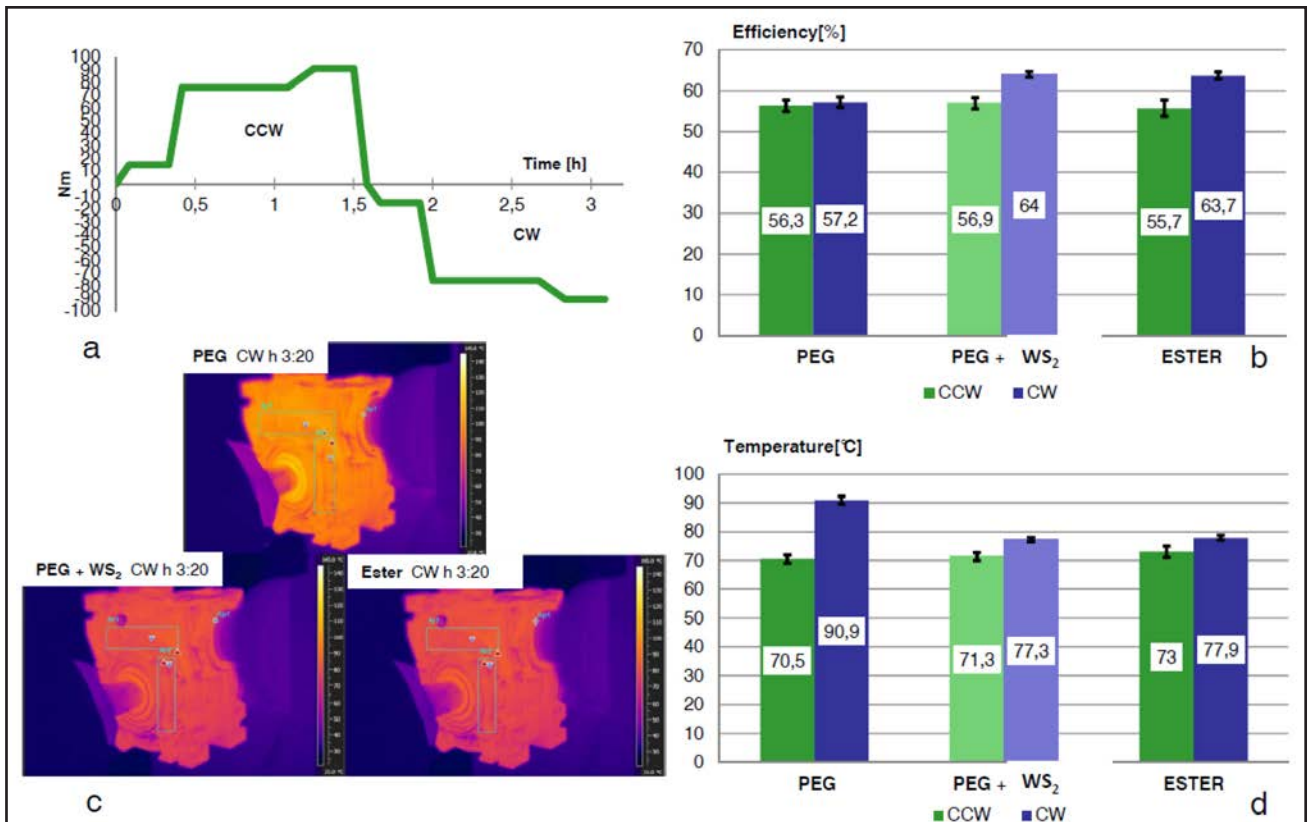 100
90
80
70
60
50
40
30
20
10
0
-10
-20
-30
-40
-50
-60
-70
-80
-90
-100
Nm
CCW
Time [h]
0 0,5 1 1,5 2 2,5 3
CW
a
Efficiency[%]
70
60
50
40
30
20
10
0
56,3 57,2 56,9 64 55,7 63,7
PEG PEG + WS₂ ESTER
CCW CW
b
PEG CW h 3:20
PEG + WS₂ CW h 3:20
Ester CW h 3:20
c
Temperature[°C]
100
90
80
70
60
50
40
30
20
10
0
70,5 90,9 71,3 77,3 73 77,9
PEG PEG + WS₂ ESTER
CCW CW
d